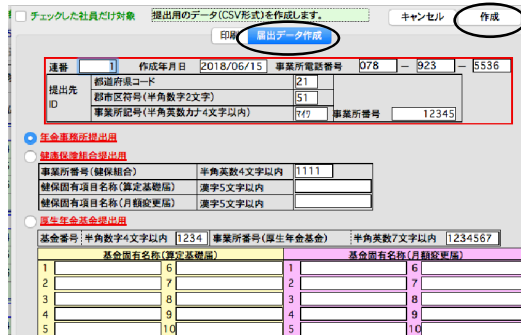 チェックした社員だけ対象 提出用のデータ(CSV形式)を作成します。 キャンセル 作成
印刷 届出データ作成
連番 1 作成年月日 2018/06/15 事業所電話番号 078 － 923 － 5536
提出先ID
都道府県コード 21
郡市区符号(半角数字2文字) 51
事業所記号(半角英数カナ4文字以内) ﾏｲﾜ 事業所番号 12345
年金事務所提出用
健康保険組合提出用
事業所番号(健保組合) 半角英数4文字以内 1111
健保固有項目名称(算定基礎届) 漢字5文字以内
健保固有項目名称(月額変更届) 漢字5文字以内
厚生年金基金提出用
基金番号 半角数字4文字以内 1234 事業所番号(厚生年金基金) 半角英数7文字以内 1234567
基金固有名称(算定基礎届) 基金固有名称(月額変更届)
1 6 1 6
2 7 2 7
3 8 3 8
4 9 4 9
5 10 5 10